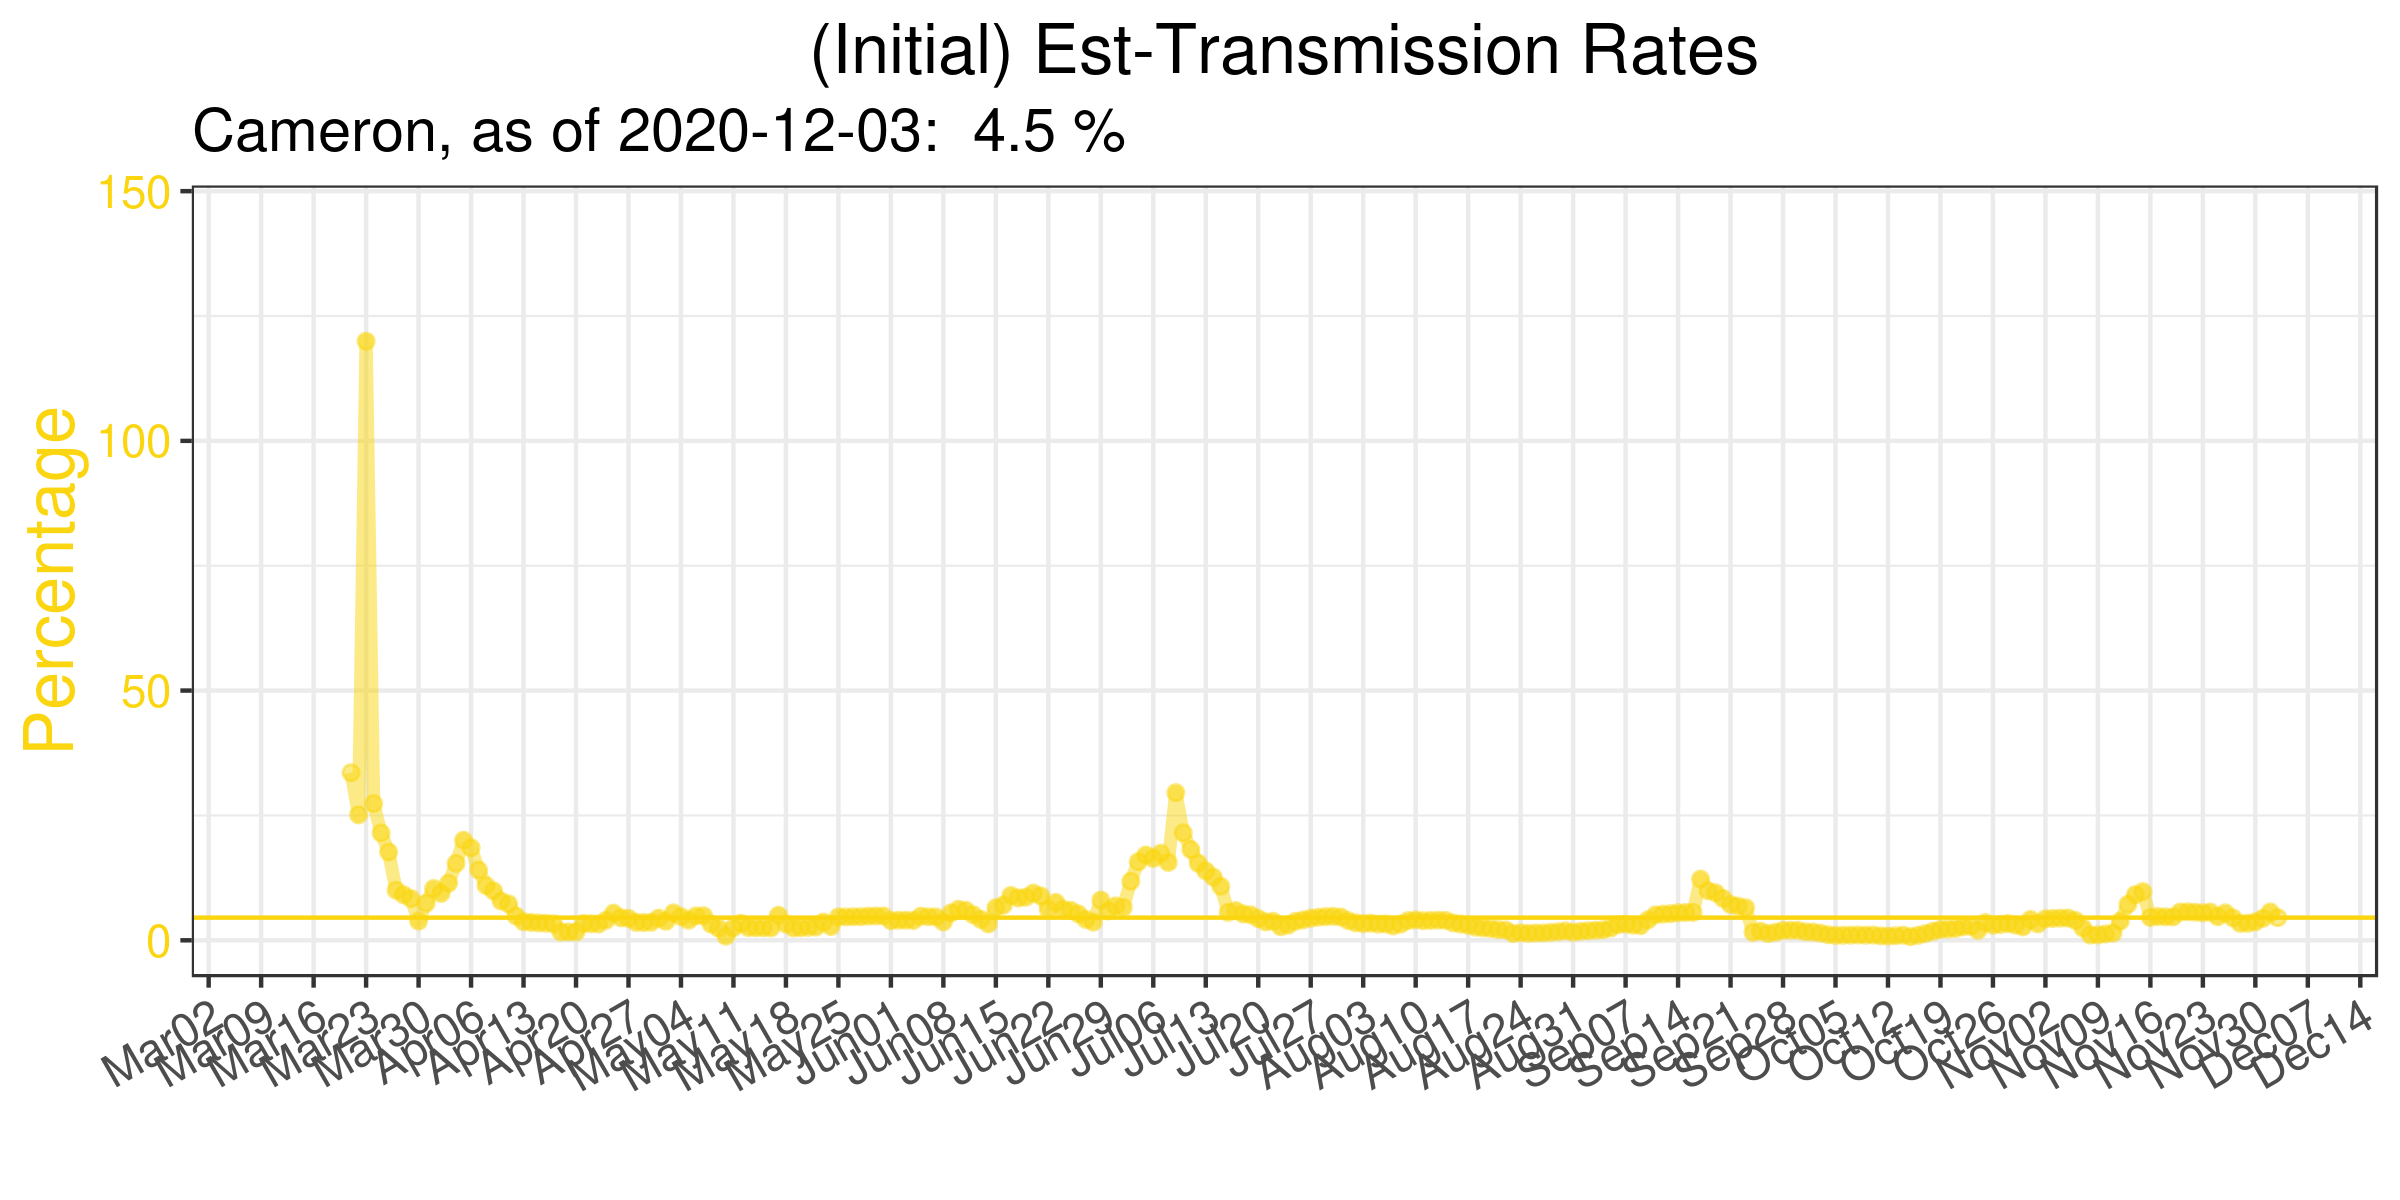 (Initial) Est-Transmission Rates
Cameron, as of 2020-12-03:  4.5 %
Percentage
150
100
50
0
Mar02
Mar09
Mar16
Mar23
Mar30
Apr06
Apr13
Apr20
Apr27
May04
May11
May18
May25
Jun01
Jun08
Jun15
Jun22
Jun29
Jul06
Jul13
Jul20
Jul27
Aug03
Aug10
Aug17
Aug24
Aug31
Sep07
Sep14
Sep21
Sep28
Oct05
Oct12
Oct19
Oct26
Nov02
Nov09
Nov16
Nov23
Nov30
Dec07
Dec14